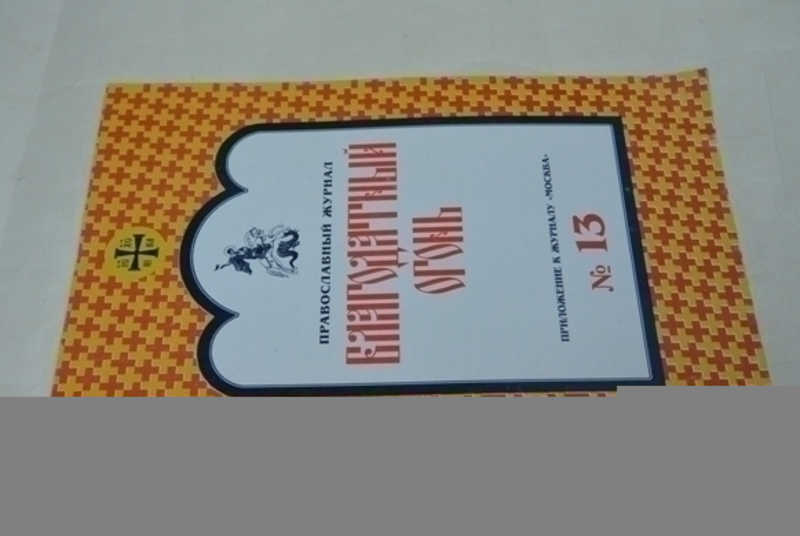 ПРАВОСЛАВНЫЙ ЖУРНАЛ
БЛАГОДАТНЫЙ
ОГОНЬ
ПРИЛОЖЕНИЕ К ЖУРНАЛУ «МОСКВА»
№ 13